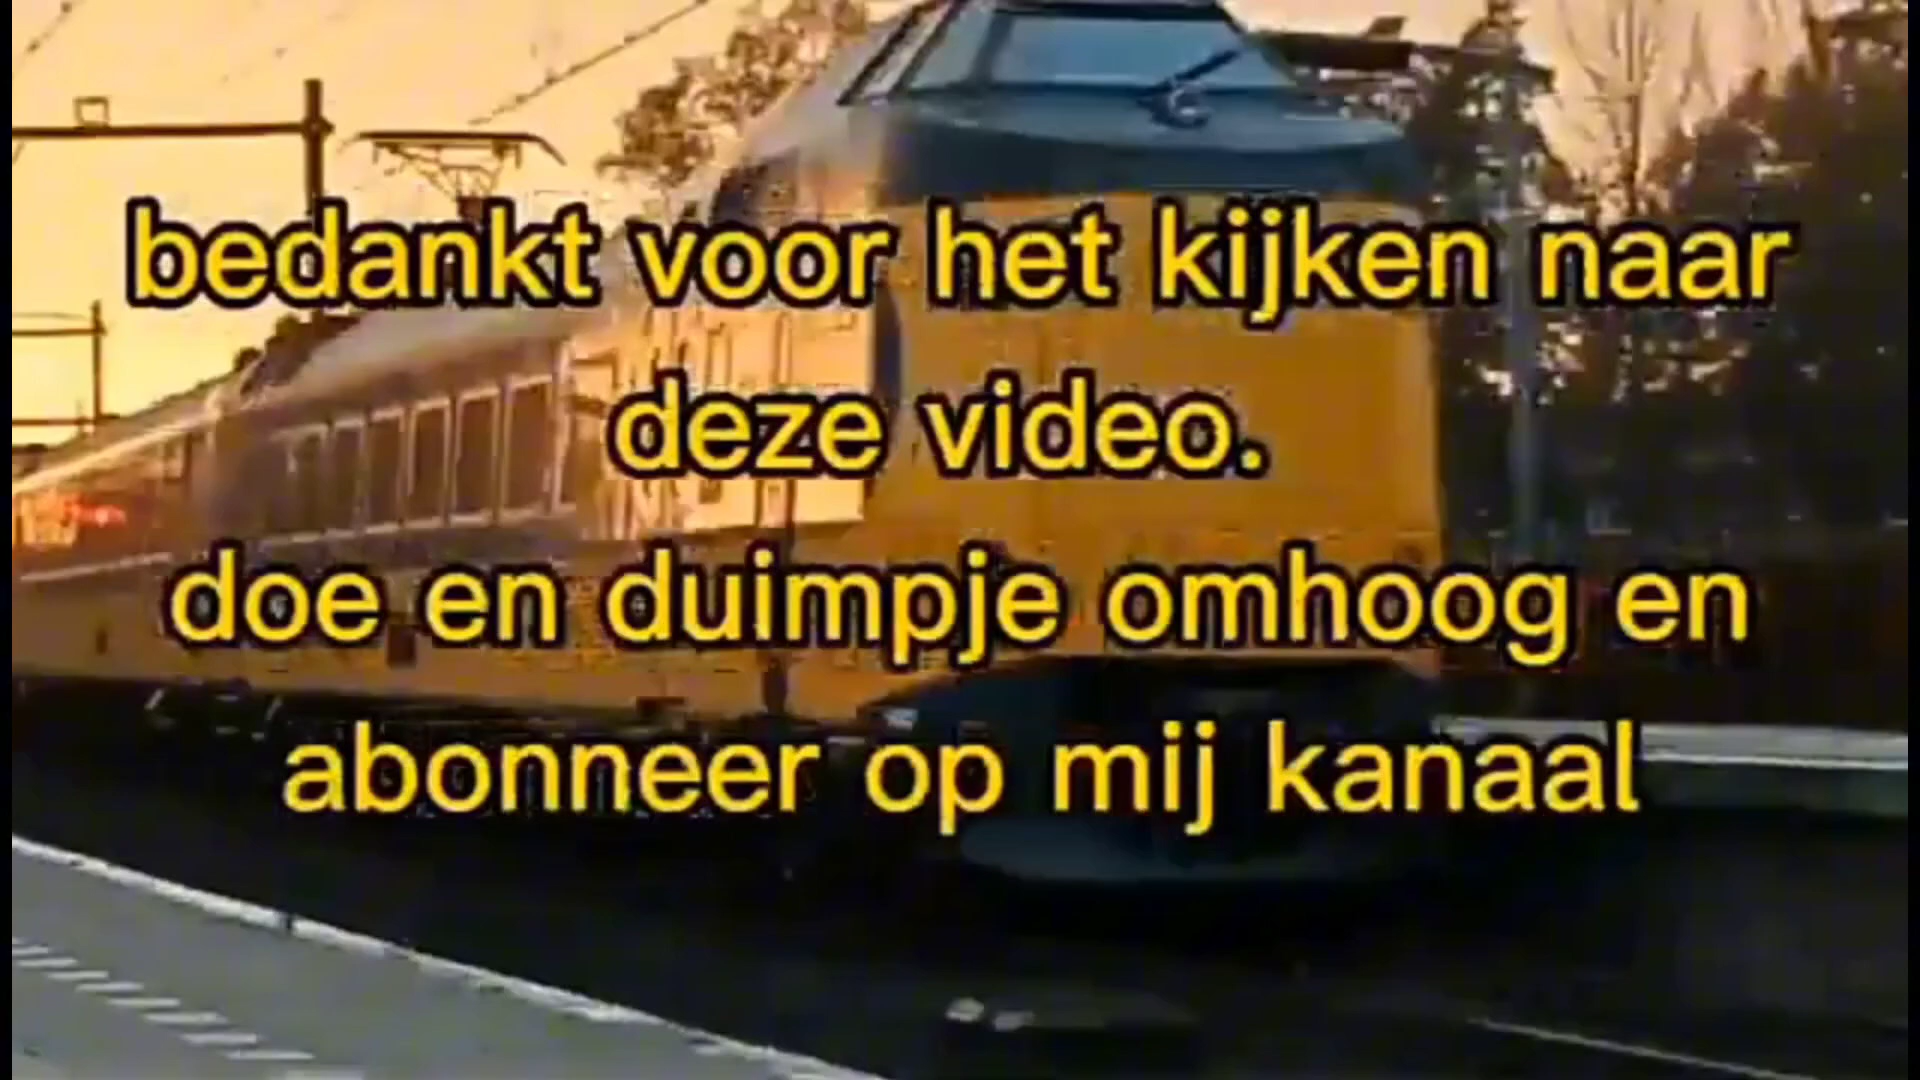 bedankt voor het kijken naar
deze video.
doe en duimpje omhoog en
abonneer op mij kanaal